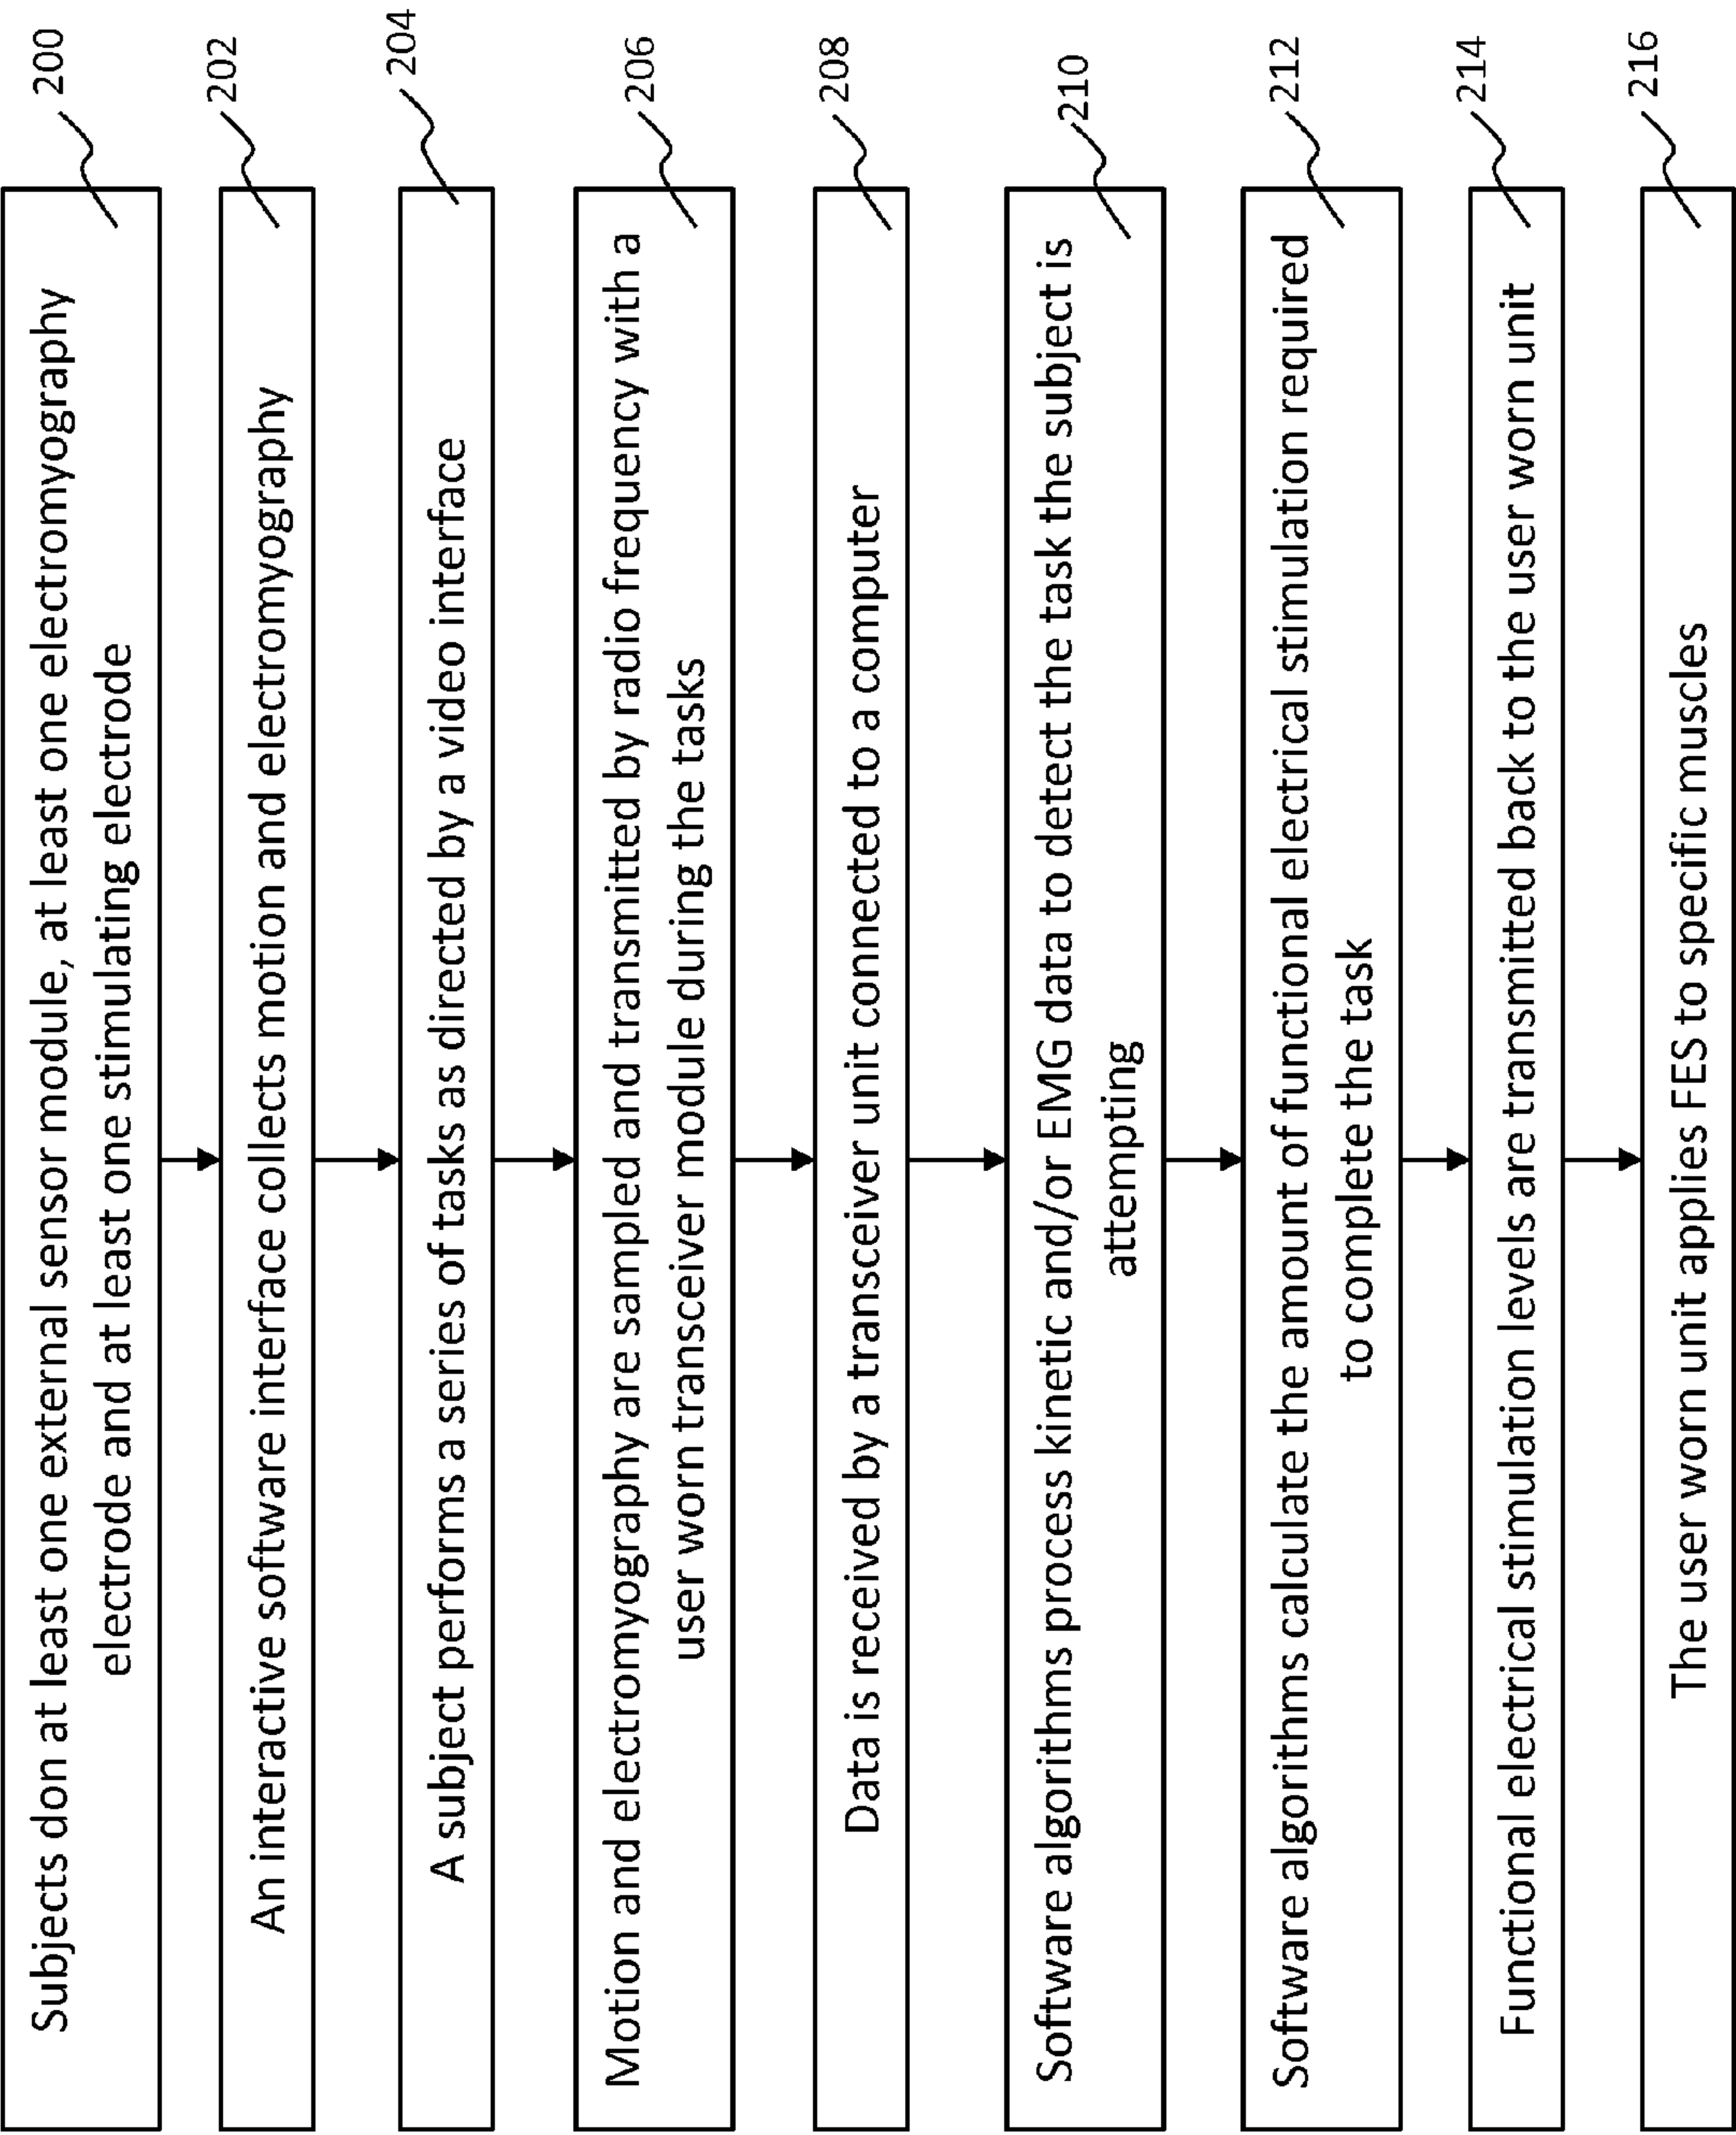 Subjects don at least one external sensor module, at least one electromyography
electrode and at least one stimulating electrode
200
An interactive software interface collects motion and electromyography
202
A subject performs a series of tasks as directed by a video interface
204
Motion and electromyography are sampled and transmitted by radio frequency with a
user worn transceiver module during the tasks
206
Data is received by a transceiver unit connected to a computer
208
Software algorithms process kinetic and/or EMG data to detect the task the subject is
attempting
210
Software algorithms calculate the amount of functional electrical stimulation required
to complete the task
212
Functional electrical stimulation levels are transmitted back to the user worn unit
214
The user worn unit applies FES to specific muscles
216